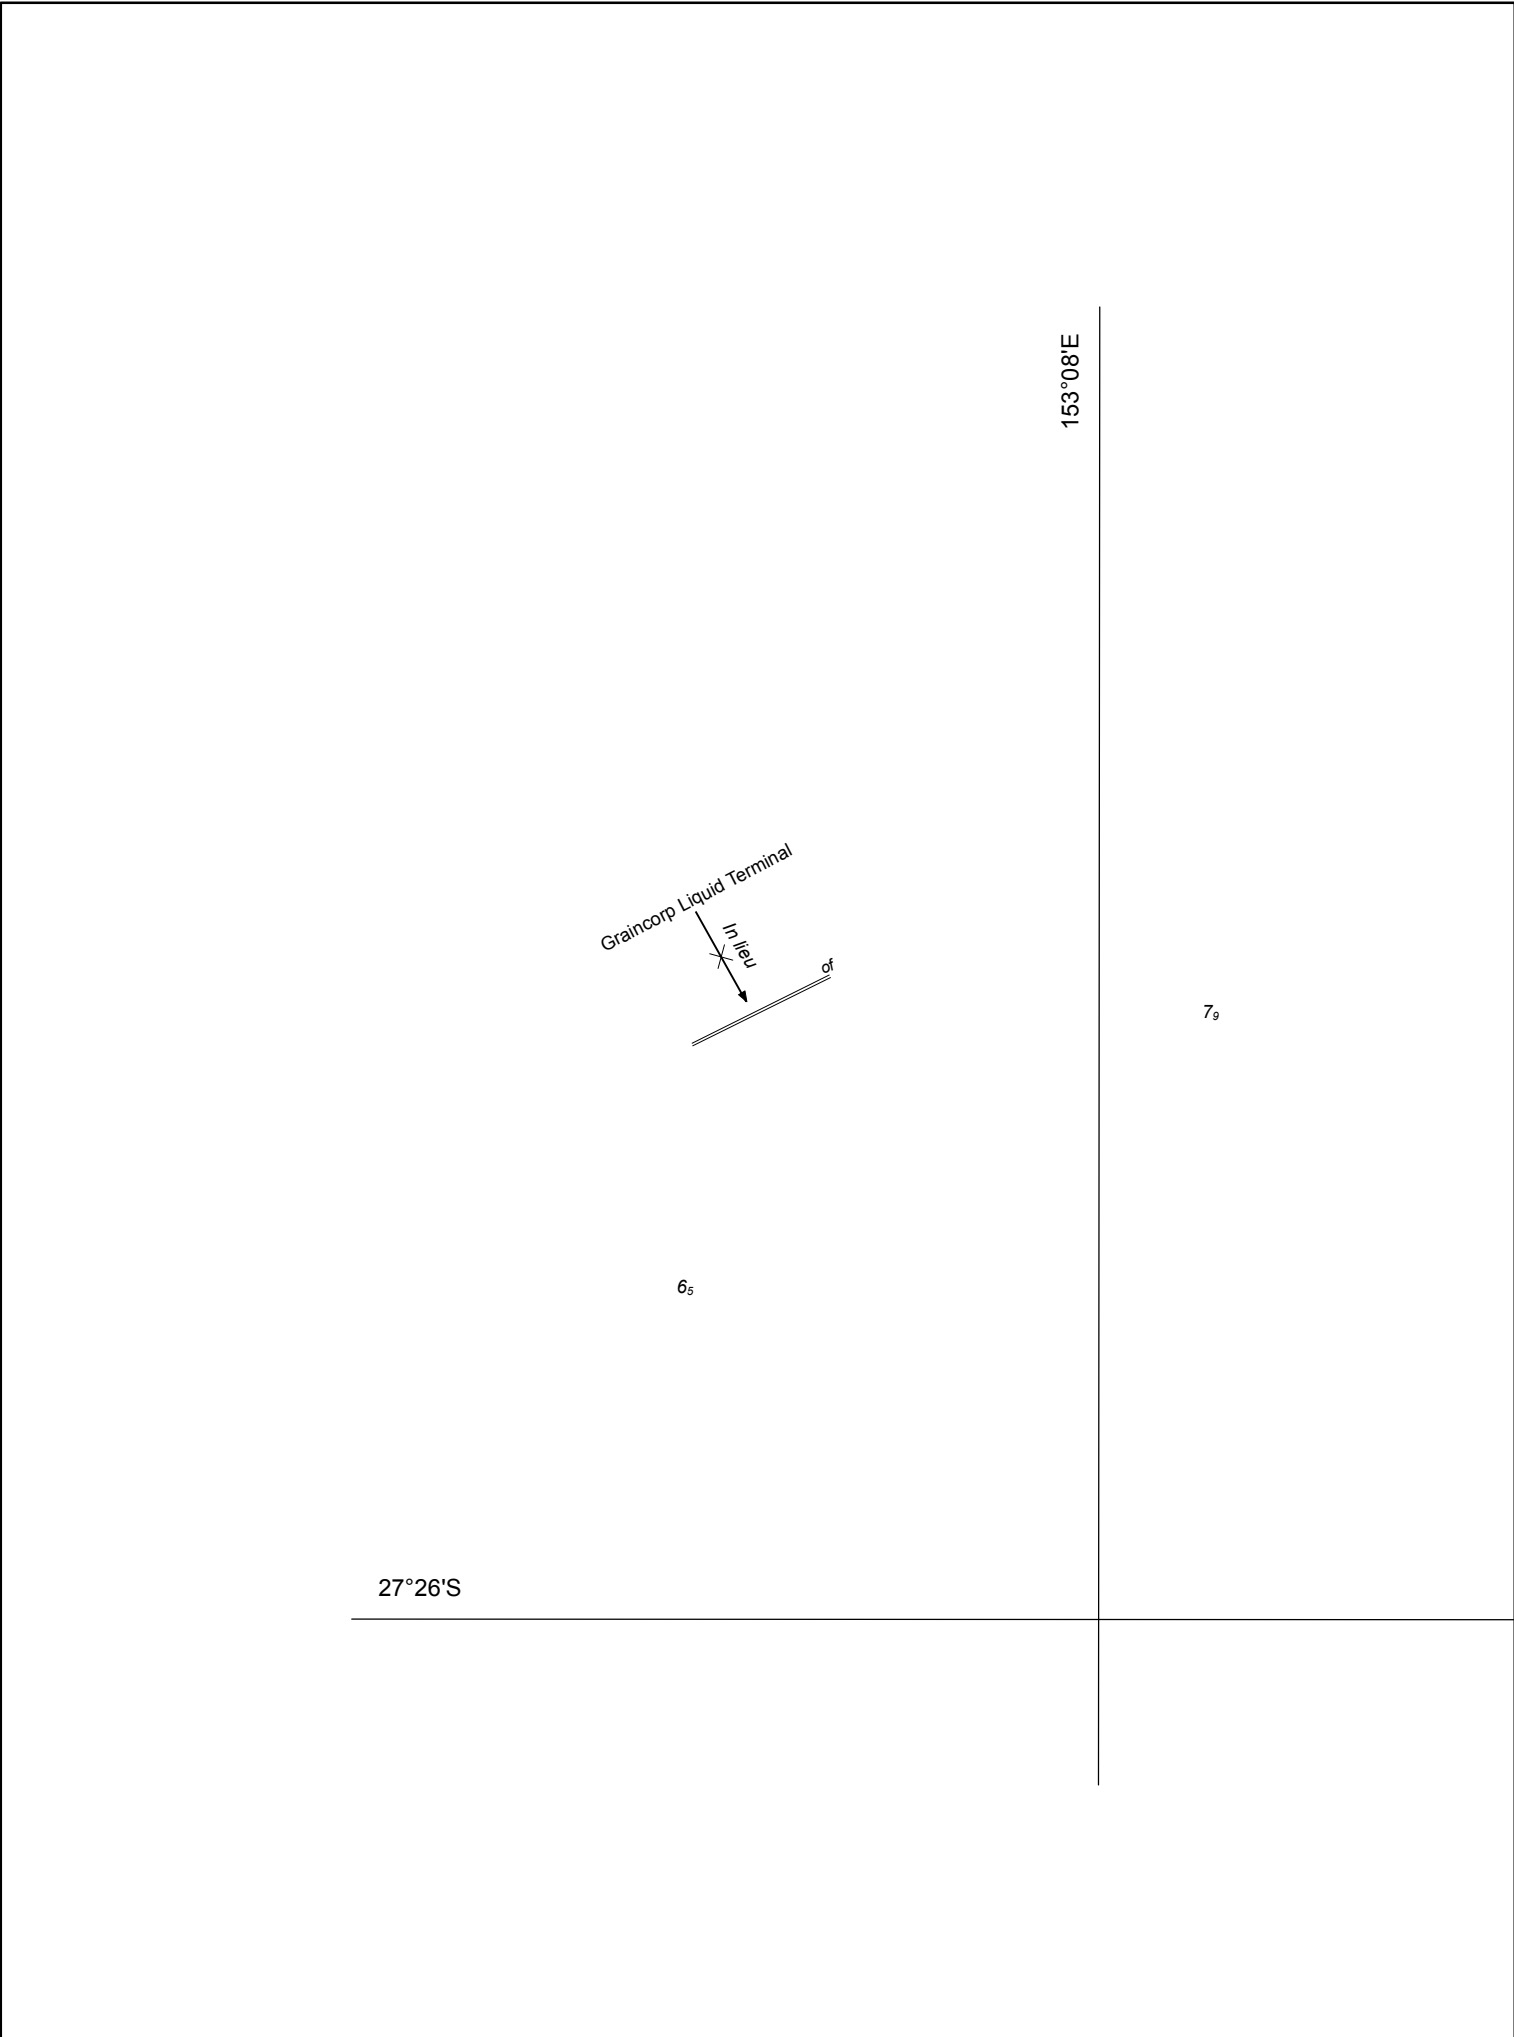 153°08'E
Graincorp Liquid Terminal
In lieu
of
7₉
6₅
27°26'S